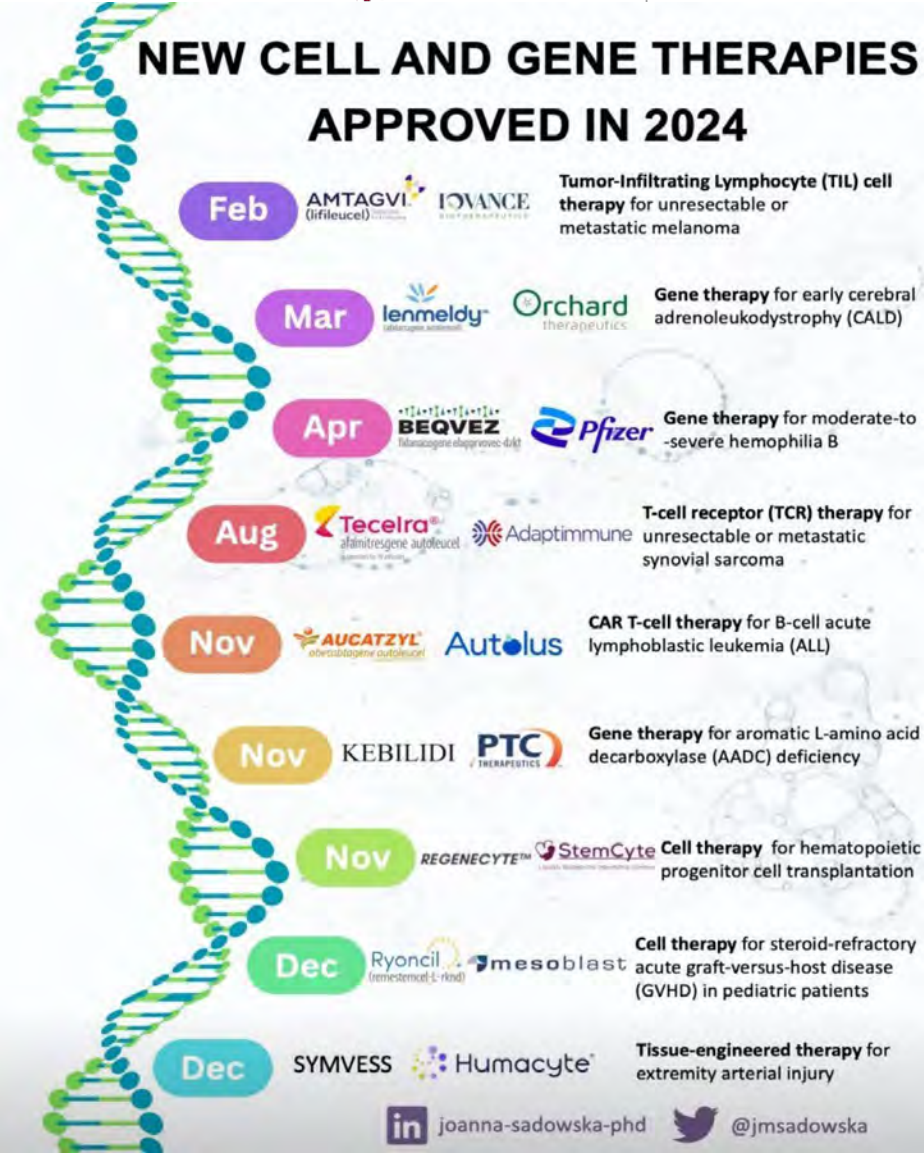 NEW CELL AND GENE THERAPIES
APPROVED IN 2024
Feb
AMTAGVI
(lifileucel)
IOVANCE
BIOTHERAPEUTICS
Tumor-Infiltrating Lymphocyte (TIL) cell
therapy for unresectable or
metastatic melanoma
Mar
lenmeldy
Orchard
therapeutics
Gene therapy for early cerebral
adrenoleukodystrophy (CALD)
Apr
BEQVEZ
Pfizer
Gene therapy for moderate-to
-severe hemophilia B
Aug
Tecelra®
afamitresgene autoleucel
Adaptimmune
T-cell receptor (TCR) therapy for
unresectable or metastatic
synovial sarcoma
Nov
AUCATZYL
obecabtagene autoleucel
Autolus
CAR T-cell therapy for B-cell acute
lymphoblastic leukemia (ALL)
Nov
KEBILIDI
PTC
THERAPEUTICS
Gene therapy for aromatic L-amino acid
decarboxylase (AADC) deficiency
Nov
REGENECYTE™
StemCyte
Cell therapy for hematopoietic
progenitor cell transplantation
Dec
Ryoncil
(remestemcel-L-rknd)
mesoblast
Cell therapy for steroid-refractory
acute graft-versus-host disease
(GVHD) in pediatric patients
Dec
SYMVESS
Humacyte
Tissue-engineered therapy for
extremity arterial injury
in joanna-sadowska-phd
@jmsadowska